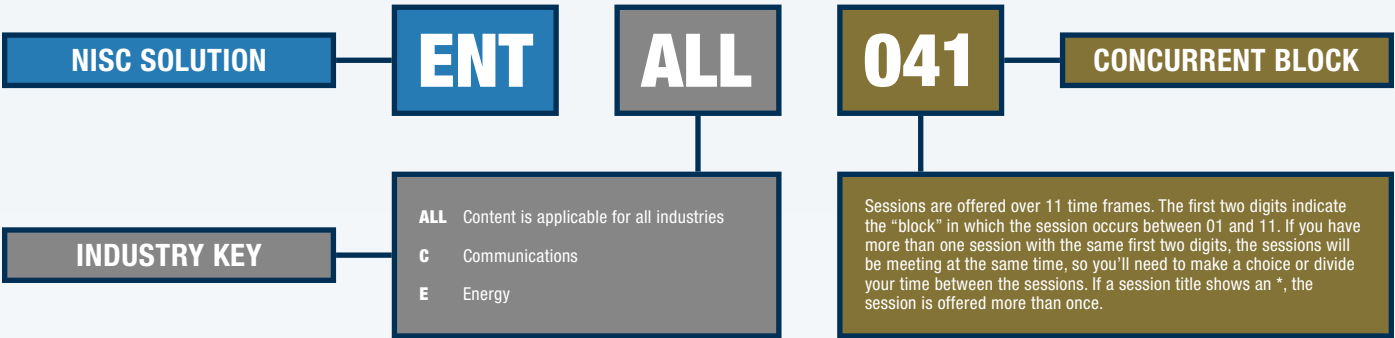 NISC SOLUTION
ENT
ALL
041
CONCURRENT BLOCK
INDUSTRY KEY
ALL Content is applicable for all industries
C Communications
E Energy
Sessions are offered over 11 time frames. The first two digits indicate
the “block” in which the session occurs between 01 and 11. If you have
more than one session with the same first two digits, the sessions will
be meeting at the same time, so you’ll need to make a choice or divide
your time between the sessions. If a session title shows an *, the
session is offered more than once.